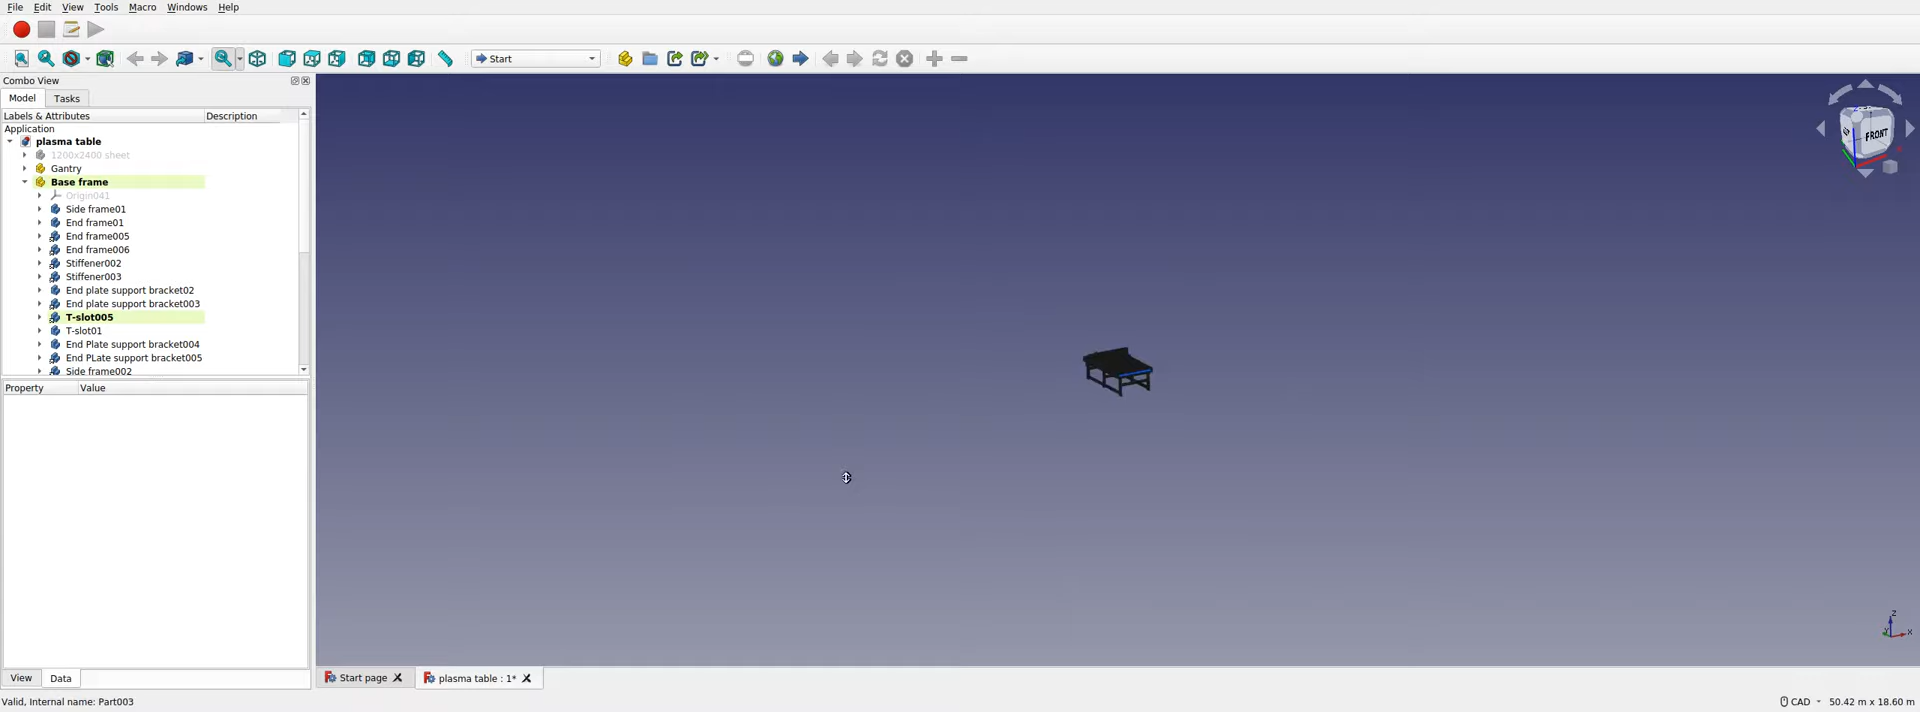 File Edit View Tools Macro Windows Help
Start
Combo View
Model Tasks
Labels & Attributes Description
Application
plasma table
1200x2400 sheet
Gantry
Base frame
Origin041
Side frame01
End frame01
End frame005
End frame006
Stiffener002
Stiffener003
End plate support bracket02
End plate support bracket003
T-slot005
T-slot01
End Plate support bracket004
End PLate support bracket005
Side frame002
Property Value
FRONT
Z
X
View Data
Start page
plasma table : 1*
Valid, Internal name: Part003
CAD
50.42 m x 18.60 m